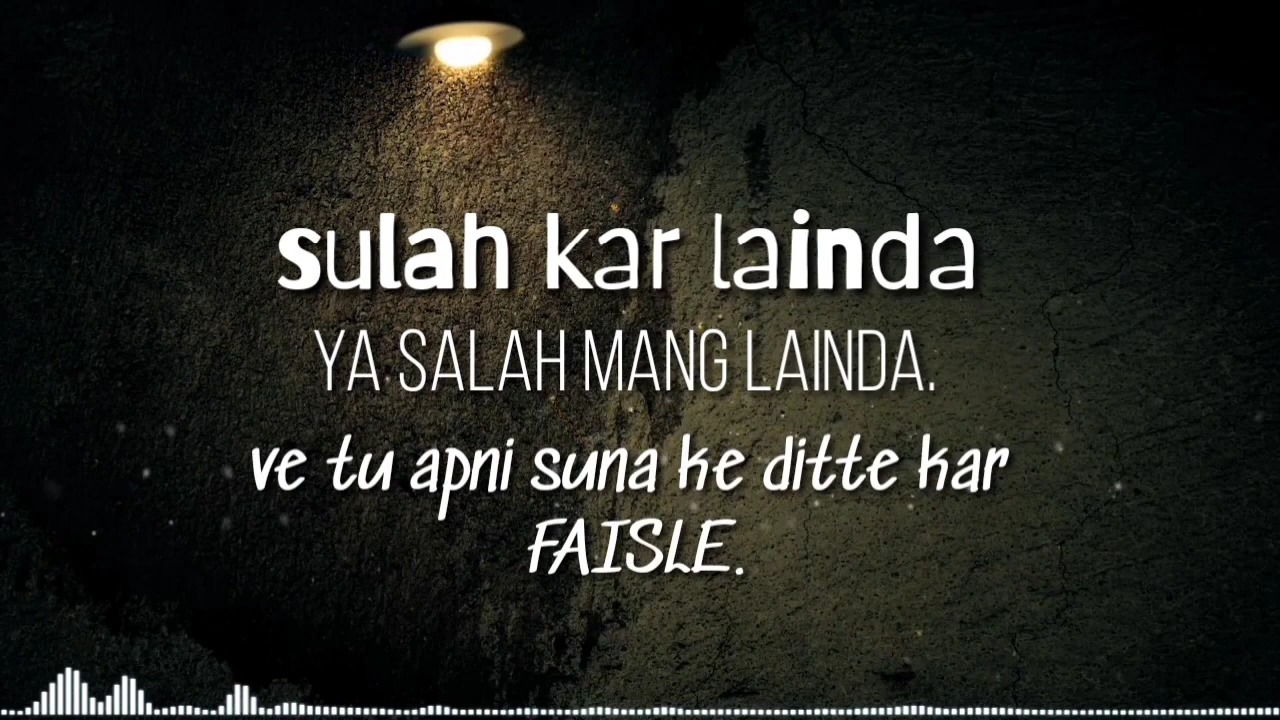 sulah kar lainda
YA SALAH MANG LAINDA.
ve tu apni suna ke ditte kar
FAISLE.